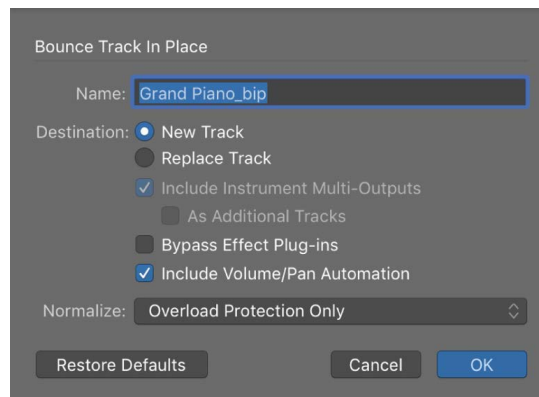 Bounce Track In Place
Name: Grand Piano_bip
Destination: New Track
Replace Track
Include Instrument Multi-Outputs
As Additional Tracks
Bypass Effect Plug-ins
Include Volume/Pan Automation
Normalize: Overload Protection Only
Restore Defaults Cancel OK